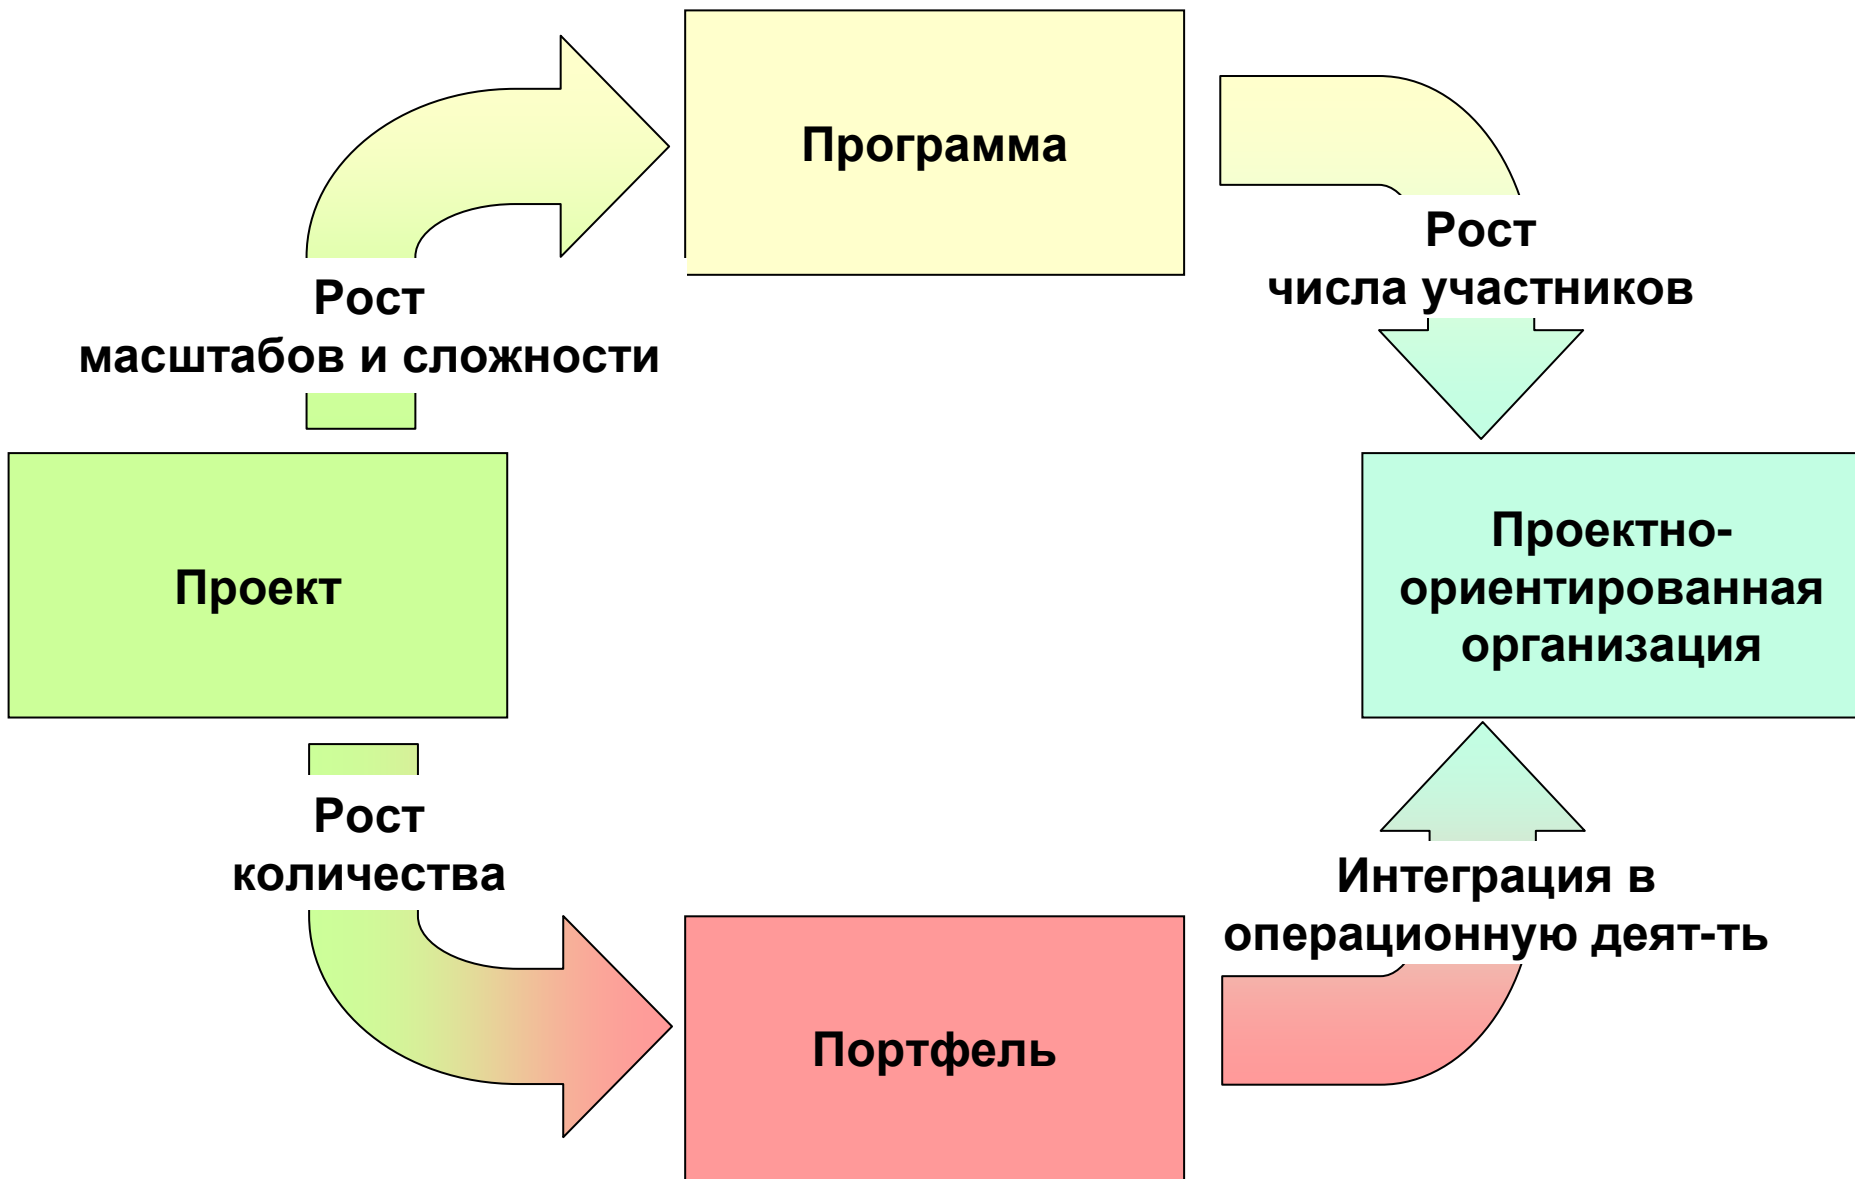 Программа
Рост
числа участников
Рост
масштабов и сложности
Проект
Проектно-
ориентированная
организация
Рост
количества
Интеграция в
операционную деят-ть
Портфель